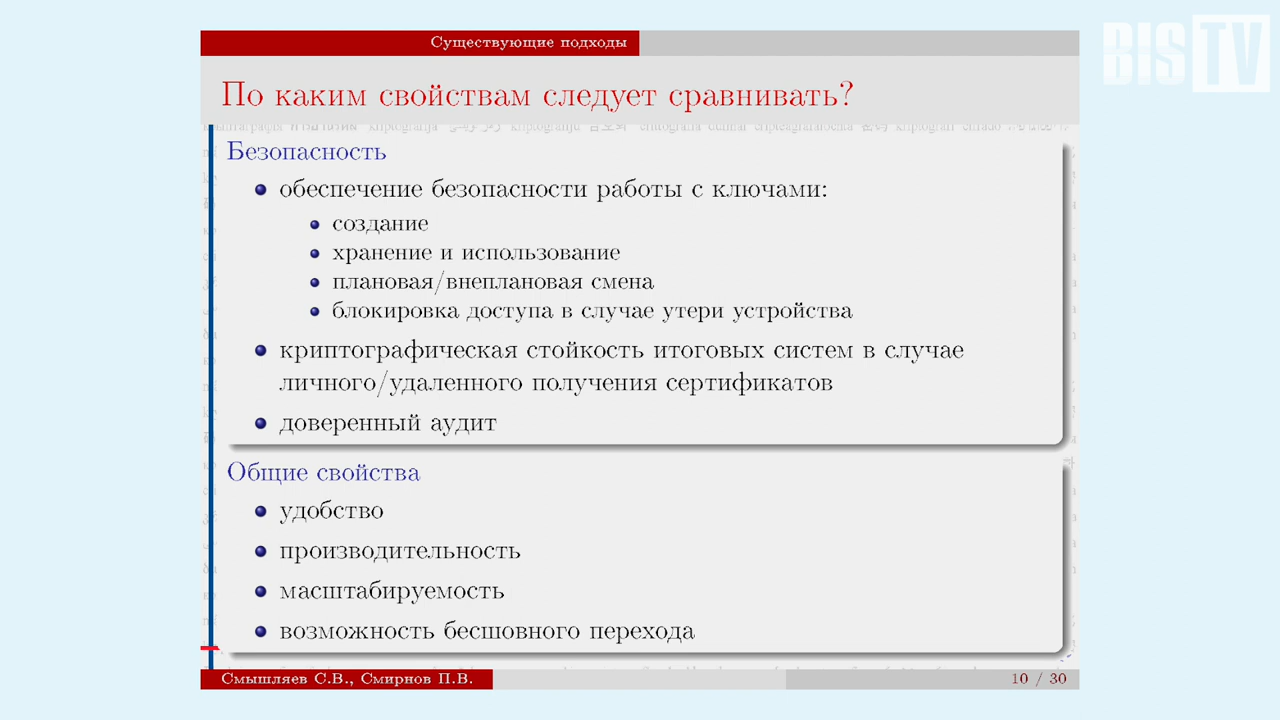 BIS TV
Существующие подходы
По каким свойствам следует сравнивать?
Безопасность
обеспечение безопасности работы с ключами:
создание
хранение и использование
плановая/внеплановая смена
блокировка доступа в случае утери устройства
криптографическая стойкость итоговых систем в случае
личного/удаленного получения сертификатов
доверенный аудит
Общие свойства
удобство
производительность
масштабируемость
возможность бесшовного перехода
Смышляев С.В., Смирнов П.В.
10 / 30